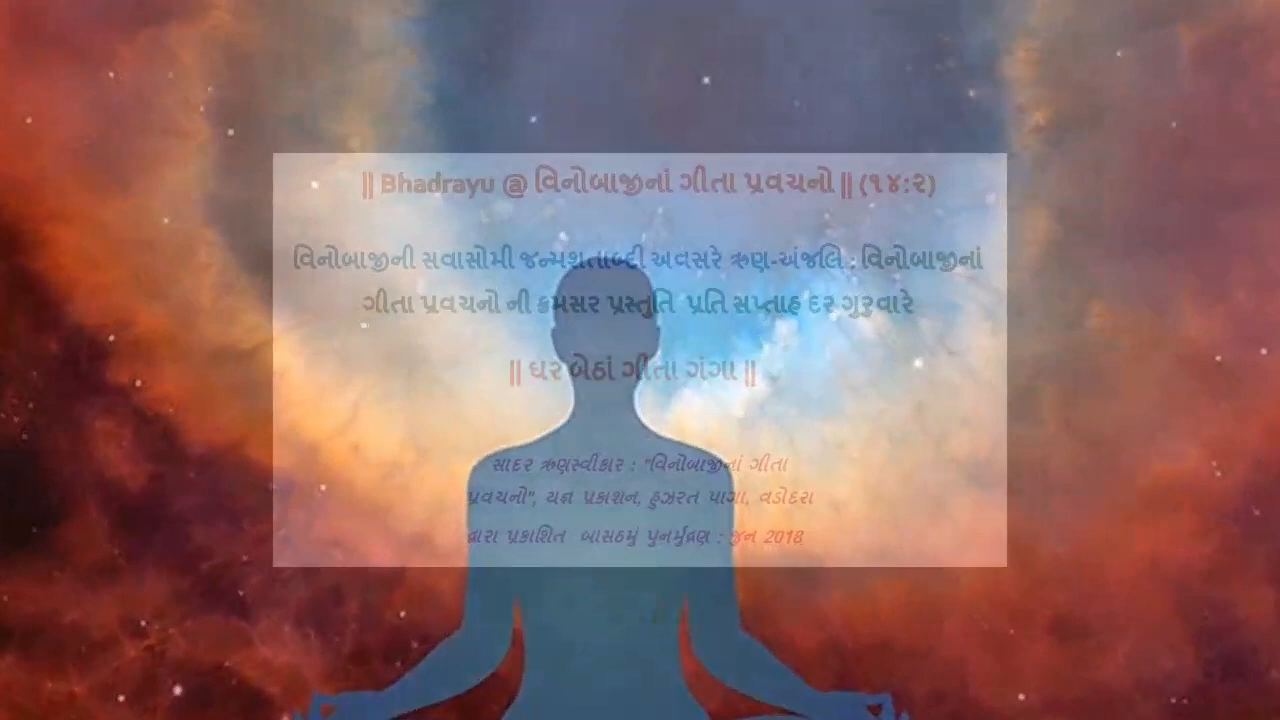 || Bhadrayu @ વિનોબાજીનાં ગીતા પ્રવચનો || (૧૪:૨)
વિનોબાજીની સવાસોમી જન્મશતાબ્દી અવસરે ઋણ-અંજલિ : વિનોબાજીનાં
ગીતા પ્રવચનો ની ક્રમસર પ્રસ્તુતિ પ્રતિ સપ્તાહ દર ગુરુવારે
|| ઘર બેઠાં ગીતા ગંગા ||
સાદર ઋણસ્વીકાર : "વિનોબાજીનાં ગીતા
પ્રવચનો", યજ્ઞ પ્રકાશન, હુઝરત પાગા, વડોદરા
દ્વારા પ્રકાશિત બાસઠમું પુનર્મુદ્રણ : જુન 2018